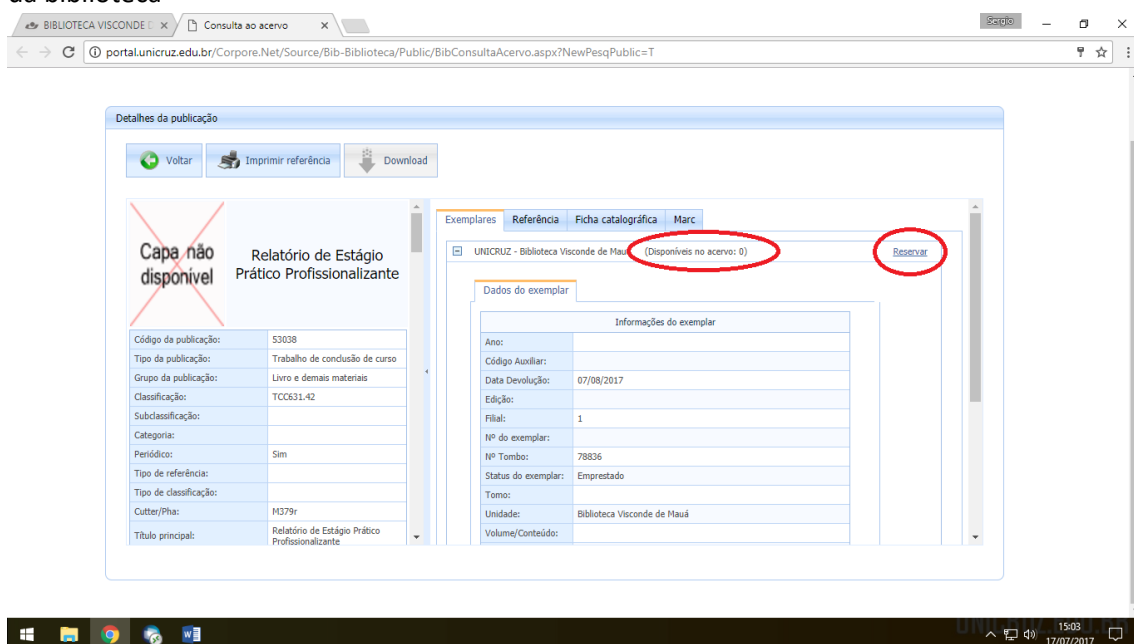 da biblioteca
BIBLIOTECA VISCONDE D
Consulta ao acervo
Sergio
portal.unicruz.edu.br/Corpore.Net/Source/Bib-Biblioteca/Public/BibConsultaAcervo.aspx?NewPesqPublic=T
Detalhes da publicação
Voltar
Imprimir referência
Download
Capa não
disponível
Relatório de Estágio
Prático Profissionalizante
Código da publicação: 53038
Tipo da publicação: Trabalho de conclusão de curso
Grupo da publicação: Livro e demais materiais
Classificação: TCC631.42
Subclassificação:
Categoria:
Periódico: Sim
Tipo de referência:
Tipo de classificação:
Cutter/Pha: M379r
Título principal: Relatório de Estágio Prático
Profissionalizante
Exemplares Referência Ficha catalográfica Marc
UNICRUZ - Biblioteca Visconde de Mauá (Disponíveis no acervo: 0) Reservar
Dados do exemplar
Informações do exemplar
Ano:
Código Auxiliar:
Data Devolução: 07/08/2017
Edição:
Filial: 1
Nº do exemplar:
Nº Tombo: 78836
Status do exemplar: Emprestado
Tomo:
Unidade: Biblioteca Visconde de Mauá
Volume/Conteúdo:
15:03
17/07/2017